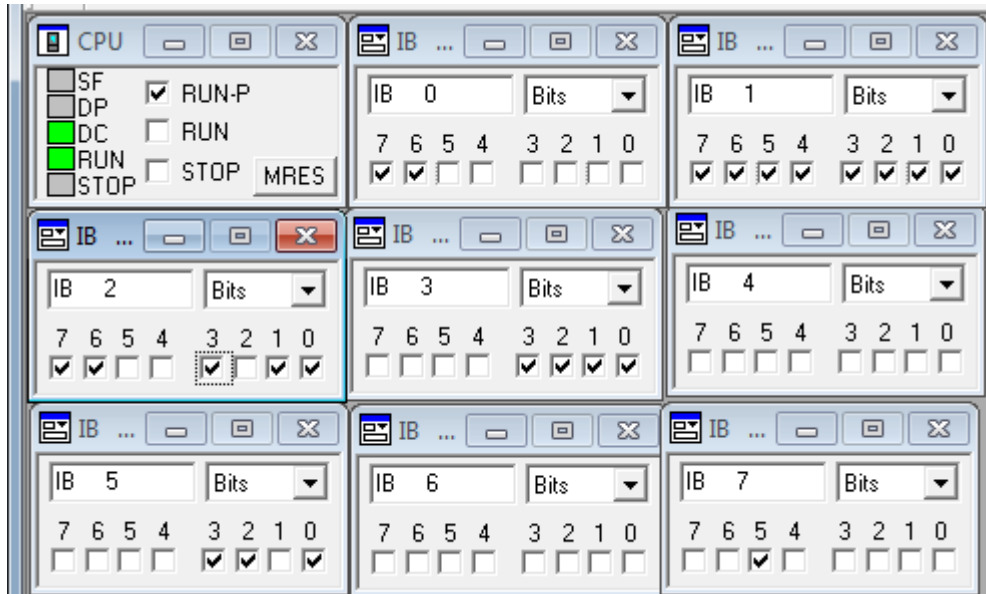 CPU
SF
DP
DC
RUN
STOP
RUN-P
RUN
STOP
MRES
IB ...
IB 0 Bits
7 6 5 4 3 2 1 0
IB ...
IB 1 Bits
7 6 5 4 3 2 1 0
IB ...
IB 2 Bits
7 6 5 4 3 2 1 0
IB ...
IB 3 Bits
7 6 5 4 3 2 1 0
IB ...
IB 4 Bits
7 6 5 4 3 2 1 0
IB ...
IB 5 Bits
7 6 5 4 3 2 1 0
IB ...
IB 6 Bits
7 6 5 4 3 2 1 0
IB ...
IB 7 Bits
7 6 5 4 3 2 1 0